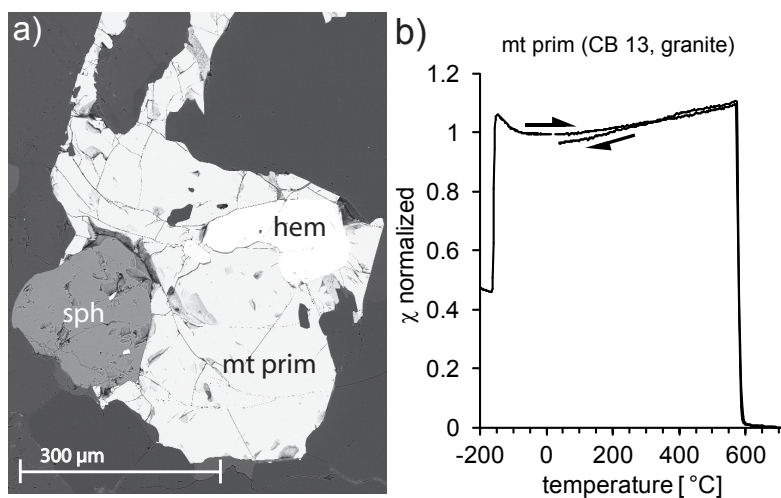 a)
hem
sph
mt prim
300 µm
b)
mt prim (CB 13, granite)
χ normalized
1.2
1
0.8
0.6
0.4
0.2
0
-200
0
200
400
600
temperature [ °C]